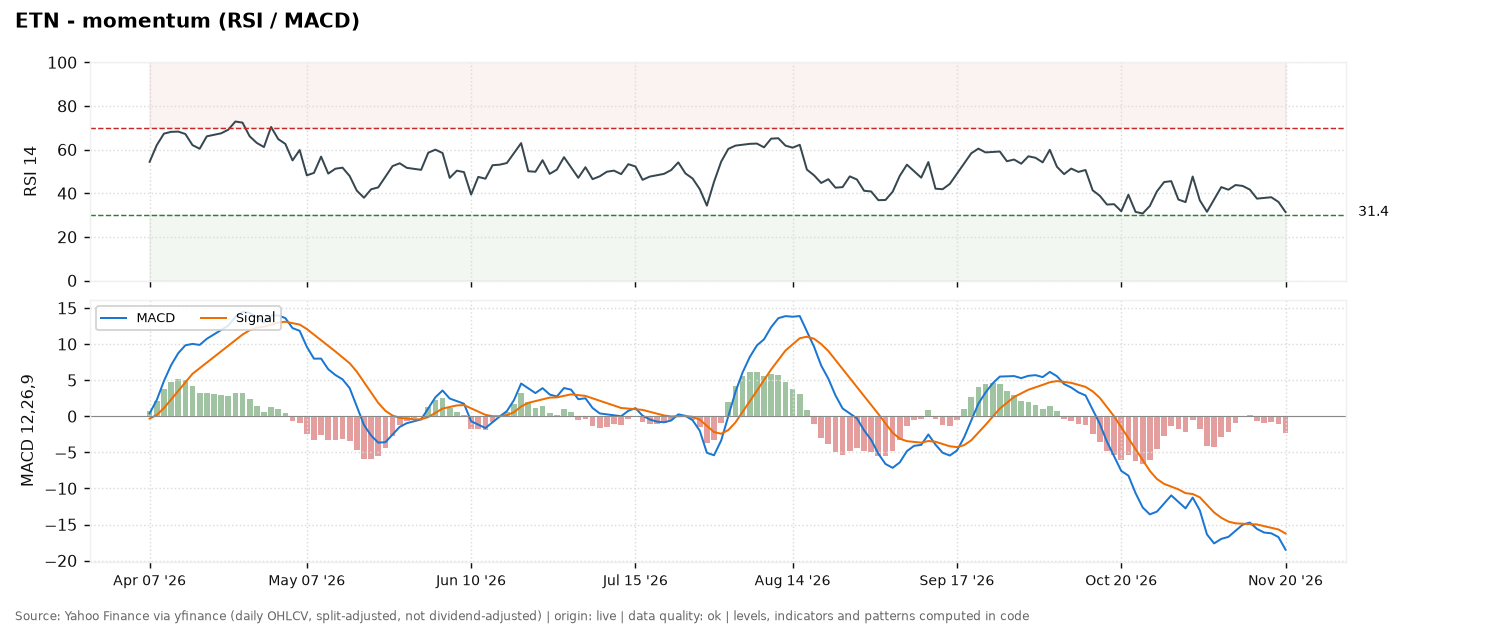 ETN - momentum (RSI / MACD)
RSI 14
100
80
60
40
20
0
31.4
MACD 12,26,9
MACD
Signal
15
10
5
0
−5
−10
−15
−20
Apr 07 '26
May 07 '26
Jun 10 '26
Jul 15 '26
Aug 14 '26
Sep 17 '26
Oct 20 '26
Nov 20 '26
Source: Yahoo Finance via yfinance (daily OHLCV, split-adjusted, not dividend-adjusted) | origin: live | data quality: ok | levels, indicators and patterns computed in code